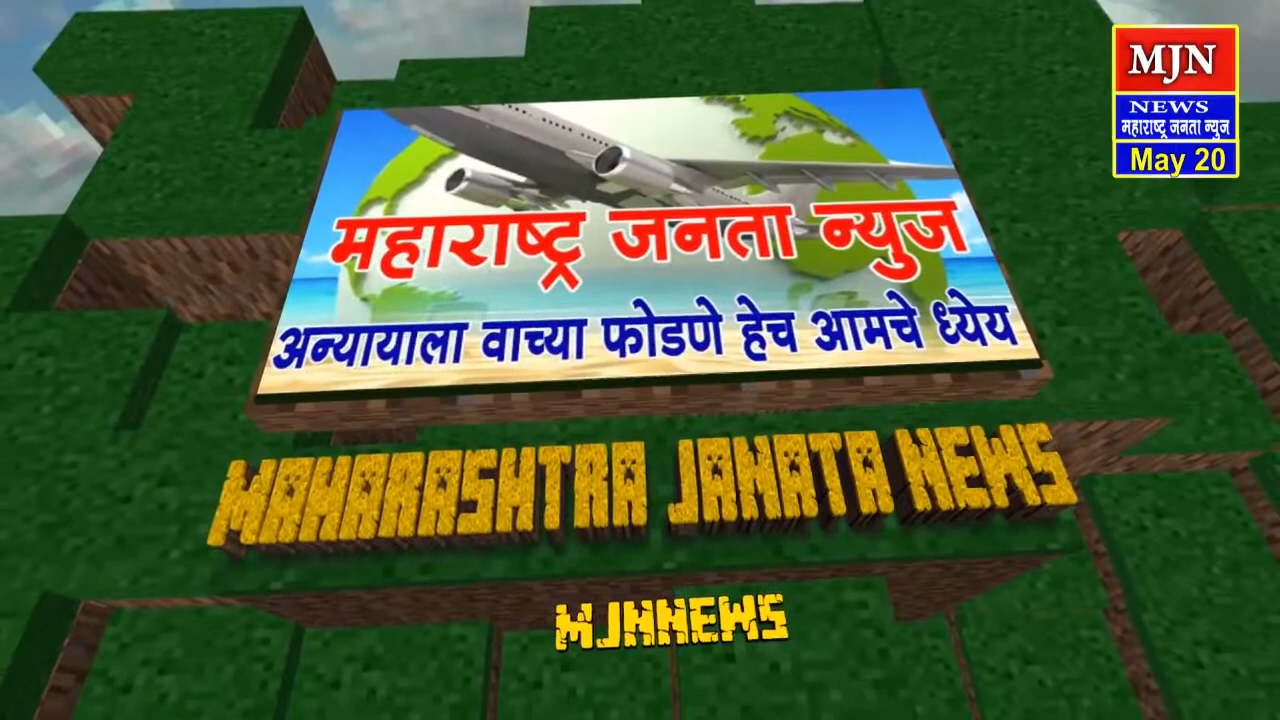 MJN
NEWS
महाराष्ट्र जनता न्युज
May 20
महाराष्ट्र जनता न्युज
अन्यायाला वाच्या फोडणे हेच आमचे ध्येय
MAHARASHTRA JANATA NEWS
MJNNEWS